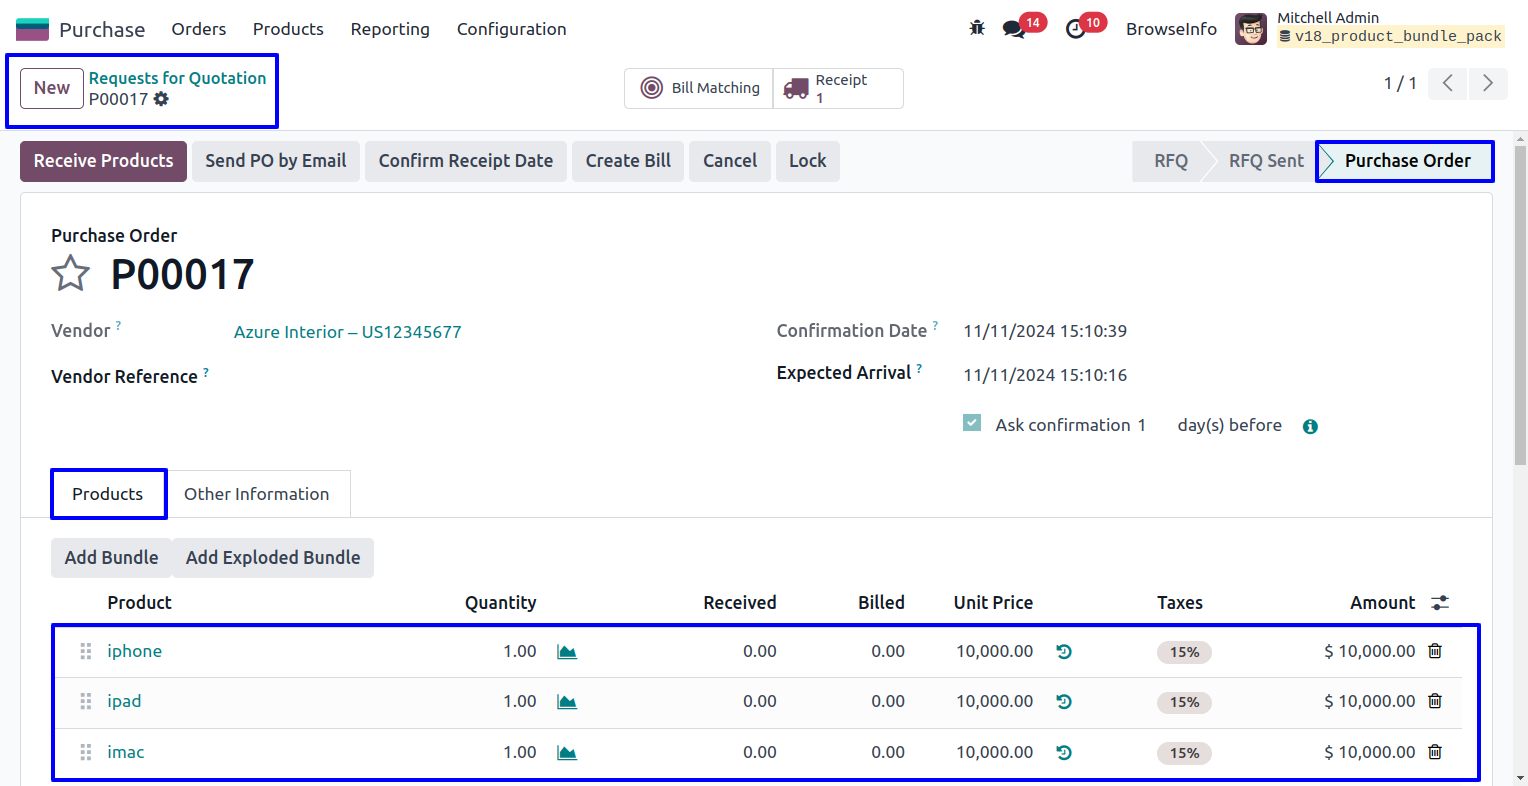 Purchase Orders Products Reporting Configuration 14 10 BrowseInfo Mitchell Admin
v18_product_bundle_pack
New Requests for Quotation
P00017
Bill Matching Receipt
1
1 / 1
Receive Products Send PO by Email Confirm Receipt Date Create Bill Cancel Lock RFQ RFQ Sent Purchase Order
Purchase Order
P00017
Vendor ? Azure Interior – US12345677
Vendor Reference ?
Confirmation Date ? 11/11/2024 15:10:39
Expected Arrival ? 11/11/2024 15:10:16
Ask confirmation 1 day(s) before
Products Other Information
Add Bundle Add Exploded Bundle
Product Quantity Received Billed Unit Price Taxes Amount
iphone 1.00 0.00 0.00 10,000.00 15% $ 10,000.00
ipad 1.00 0.00 0.00 10,000.00 15% $ 10,000.00
imac 1.00 0.00 0.00 10,000.00 15% $ 10,000.00